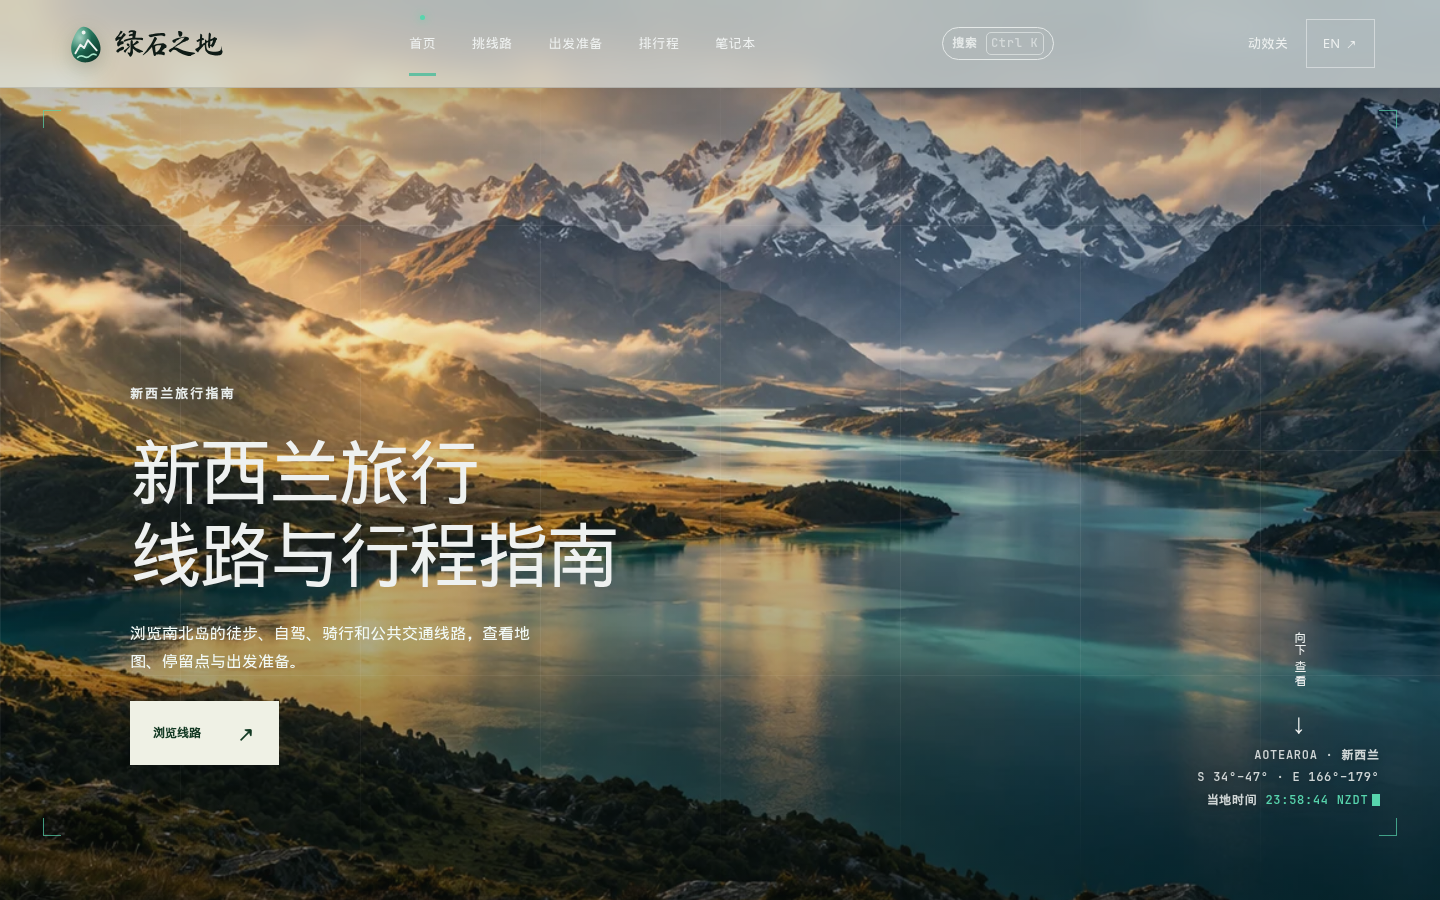 绿石之地
首页
挑线路
出发准备
排行程
笔记本
搜索 Ctrl K
动效关
EN ↗
新西兰旅行指南
新西兰旅行
线路与行程指南
浏览南北岛的徒步、自驾、骑行和公共交通线路，查看地
图、停留点与出发准备。
浏览线路 ↗
向下查看
↓
AOTEAROA · 新西兰
S 34°–47° · E 166°–179°
当地时间 23:58:44 NZDT